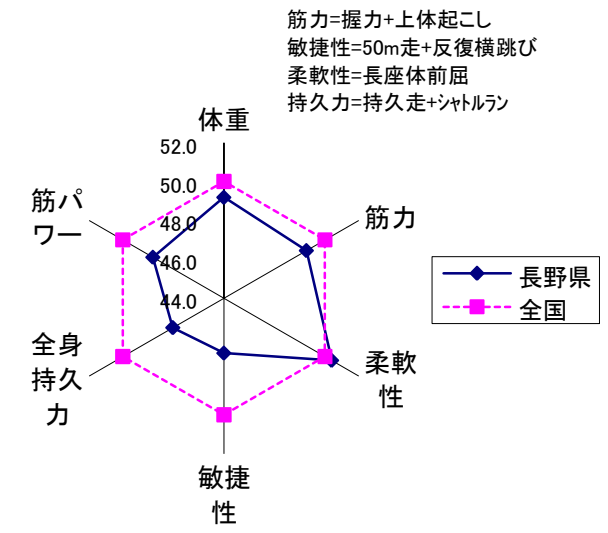 筋力=握力+上体起こし
敏捷性=50m走+反復横跳び
柔軟性=長座体前屈
持久力=持久走+ｼｬﾄﾙﾗﾝ
体重
52.0
50.0
48.0
46.0
44.0
筋力
柔軟
性
敏捷
性
全身
持久
力
筋パ
ワー
長野県
全国